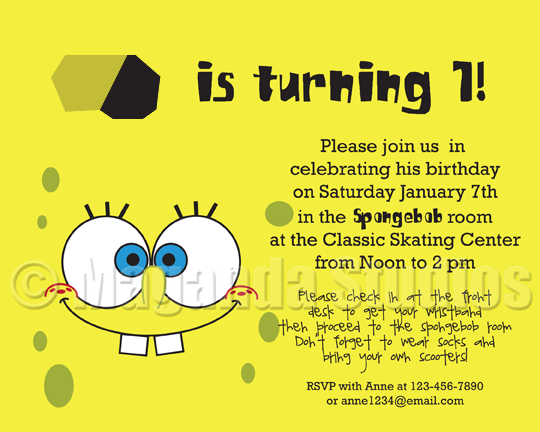 is turning 1!
Please join us in
celebrating his birthday
on Saturday January 7th
in the Spongebob room
at the Classic Skating Center
from Noon to 2 pm
© Maganda Studios
Please check in at the front
desk to get your wristband
then proceed to the spongebob room
Don't forget to wear socks and
bring your own scooters!
RSVP with Anne at 123-456-7890
or anne1234@email.com